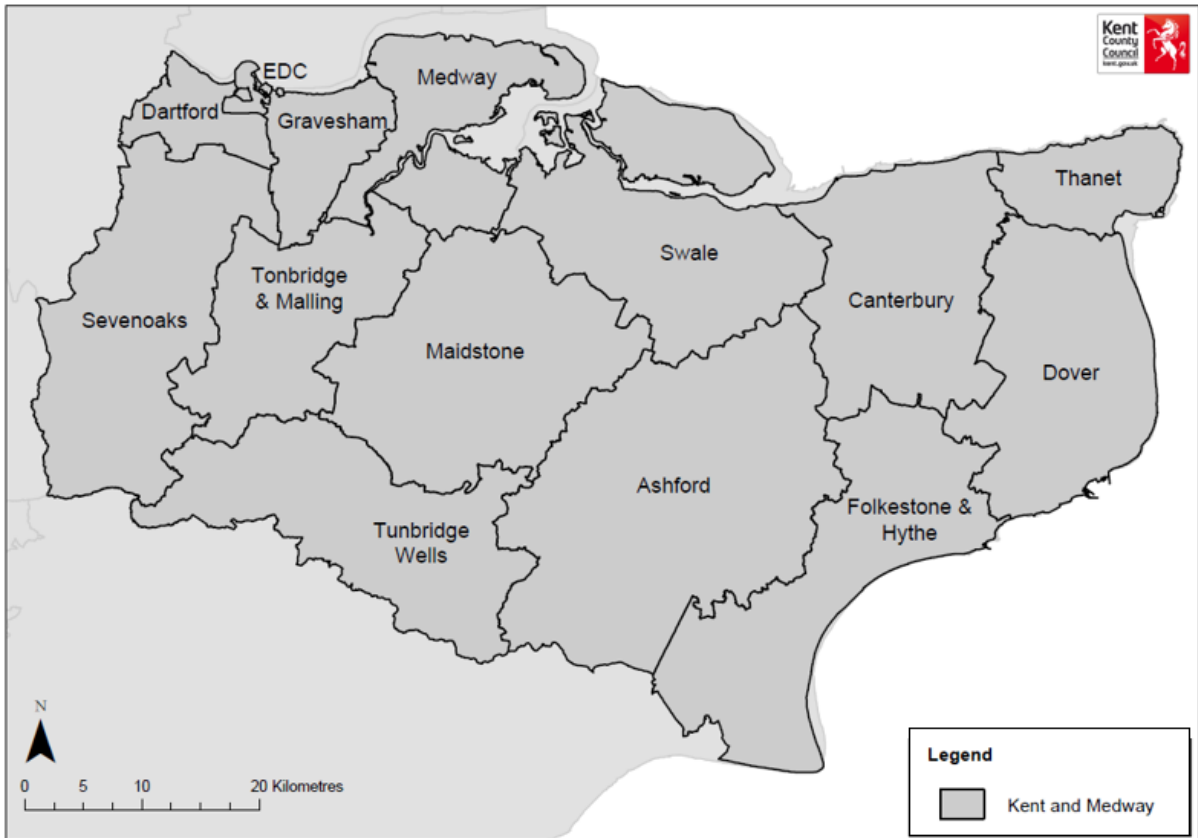 Kent
County
Council
kent.gov.uk
EDC
Medway
Dartford
Gravesham
Thanet
Swale
Tonbridge
& Malling
Canterbury
Sevenoaks
Maidstone
Dover
Ashford
Folkestone &
Hythe
Tunbridge
Wells
N
0 5 10 20 Kilometres
Legend
Kent and Medway